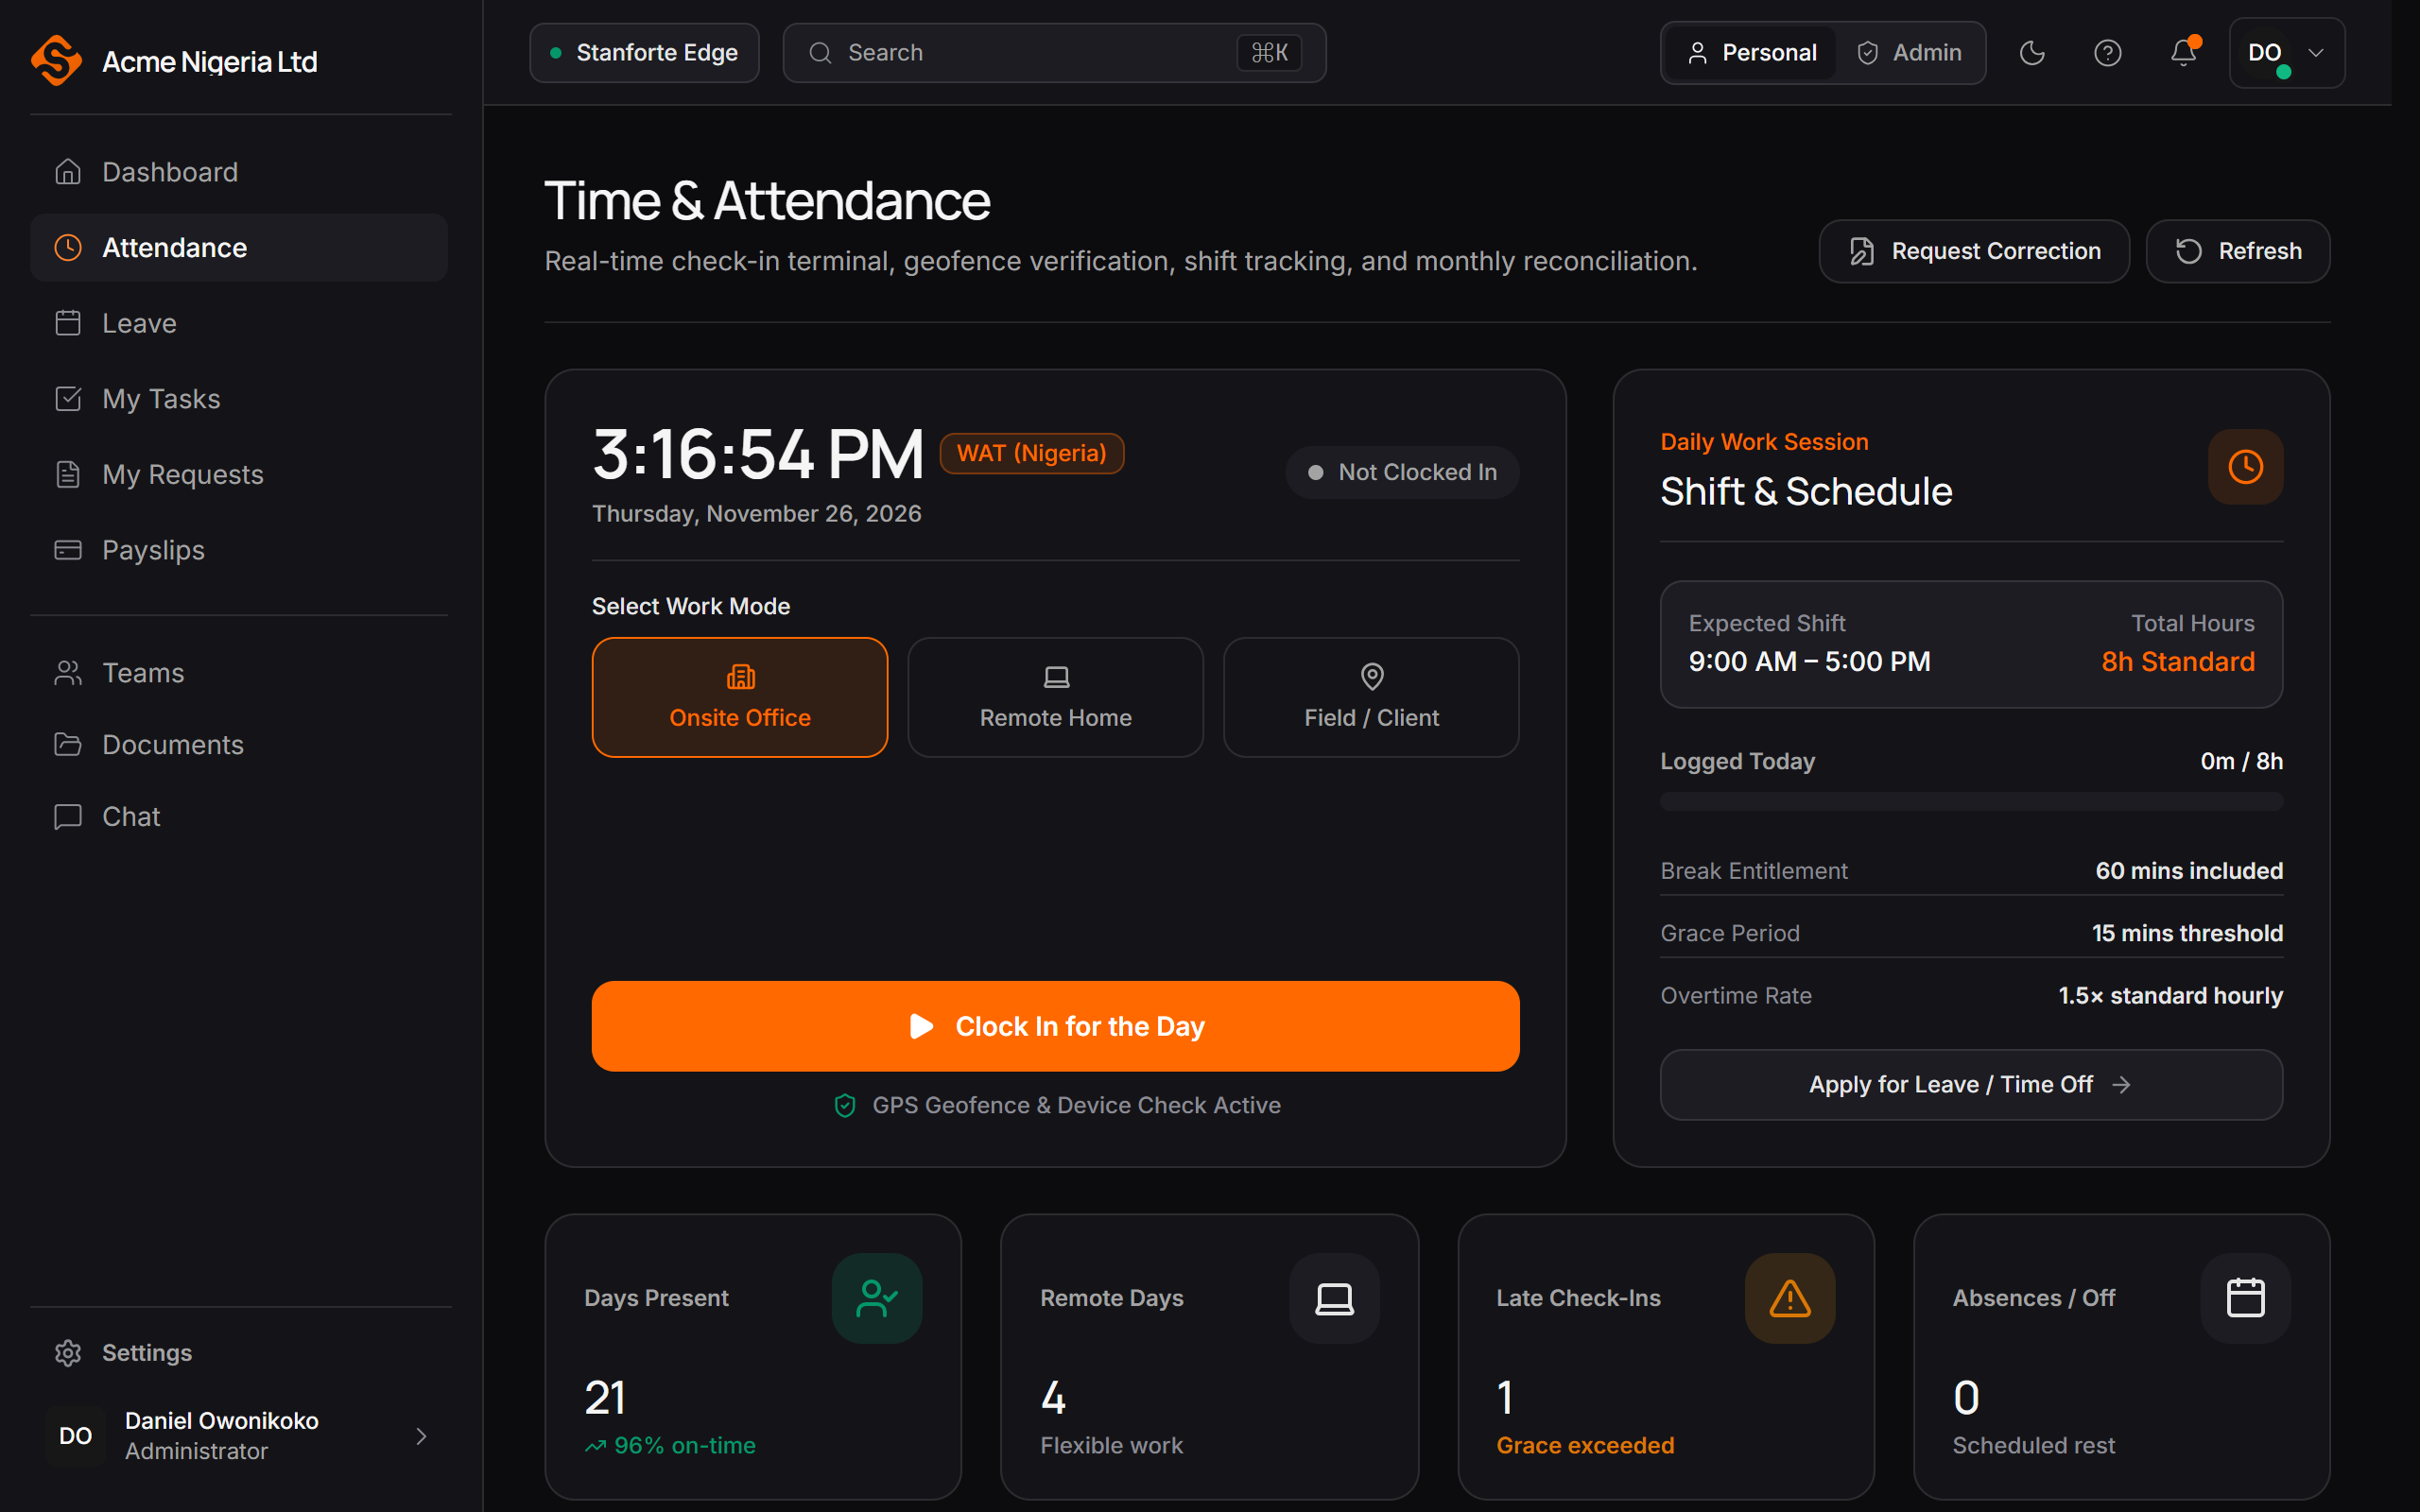 Acme Nigeria Ltd
Dashboard
Attendance
Leave
My Tasks
My Requests
Payslips
Teams
Documents
Chat
Settings
DO
Daniel Owonikoko
Administrator
Stanforte Edge
Search
⌘K
Personal
Admin
DO
Time & Attendance
Real-time check-in terminal, geofence verification, shift tracking, and monthly reconciliation.
Request Correction
Refresh
3:16:54 PM
WAT (Nigeria)
Thursday, November 26, 2026
Not Clocked In
Select Work Mode
Onsite Office
Remote Home
Field / Client
Clock In for the Day
GPS Geofence & Device Check Active
Daily Work Session
Shift & Schedule
Expected Shift
Total Hours
9:00 AM – 5:00 PM
8h Standard
Logged Today
0m / 8h
Break Entitlement
60 mins included
Grace Period
15 mins threshold
Overtime Rate
1.5× standard hourly
Apply for Leave / Time Off
Days Present
21
96% on-time
Remote Days
4
Flexible work
Late Check-Ins
1
Grace exceeded
Absences / Off
0
Scheduled rest